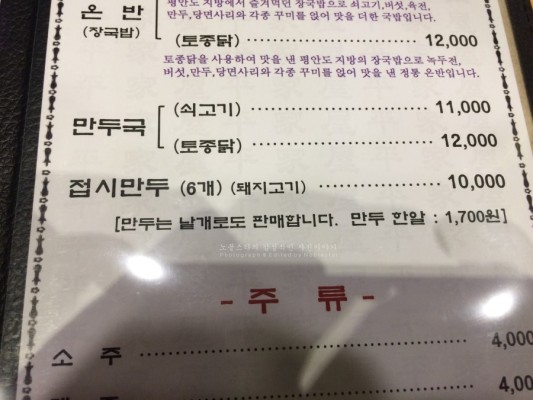 평안도 지방에서 즐겨먹던 장국밥으로 쇠고기,버섯,육전,
온 반
만두,당면사리와 각종 꾸미를 얹어 맛을 더한 국밥입니다.
(장국밥)
(토종닭) 12,000
토종닭을 사용하여 맛을 낸 평안도 지방의 장국밥으로 녹두전,
버섯,만두,당면사리와 각종 꾸미를 얹어 맛을 낸 정통 온반입니다.
만두국
(쇠고기) 11,000
(토종닭) 12,000
접시만두 (6개) (돼지고기) 10,000
[만두는 낱개로도 판매합니다. 만두 한알 : 1,700원]
- 주 류 -
소 주 4,000
4,000